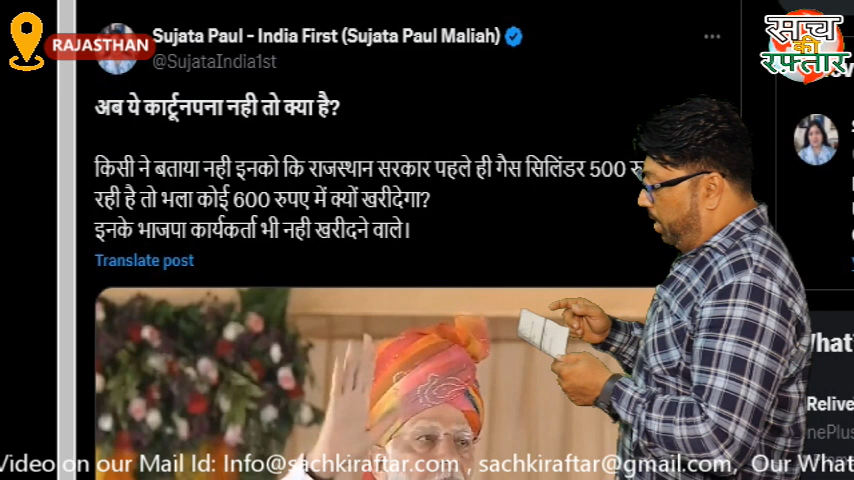 RAJASTHAN
Sujata Paul - India First (Sujata Paul Maliah)
@SujataIndia1st
सच
की
रफ़्तार
अब ये कार्टूनपना नही तो क्या है?
किसी ने बताया नही इनको कि राजस्थान सरकार पहले ही गैस सिलिंडर 500
रही है तो भला कोई 600 रुपए में क्यों खरीदेगा?
इनके भाजपा कार्यकर्ता भी नही खरीदने वाले।
Translate post
Video on our Mail Id: Info@sachkiraftar.com , sachkiraftar@gmail.com, Our What